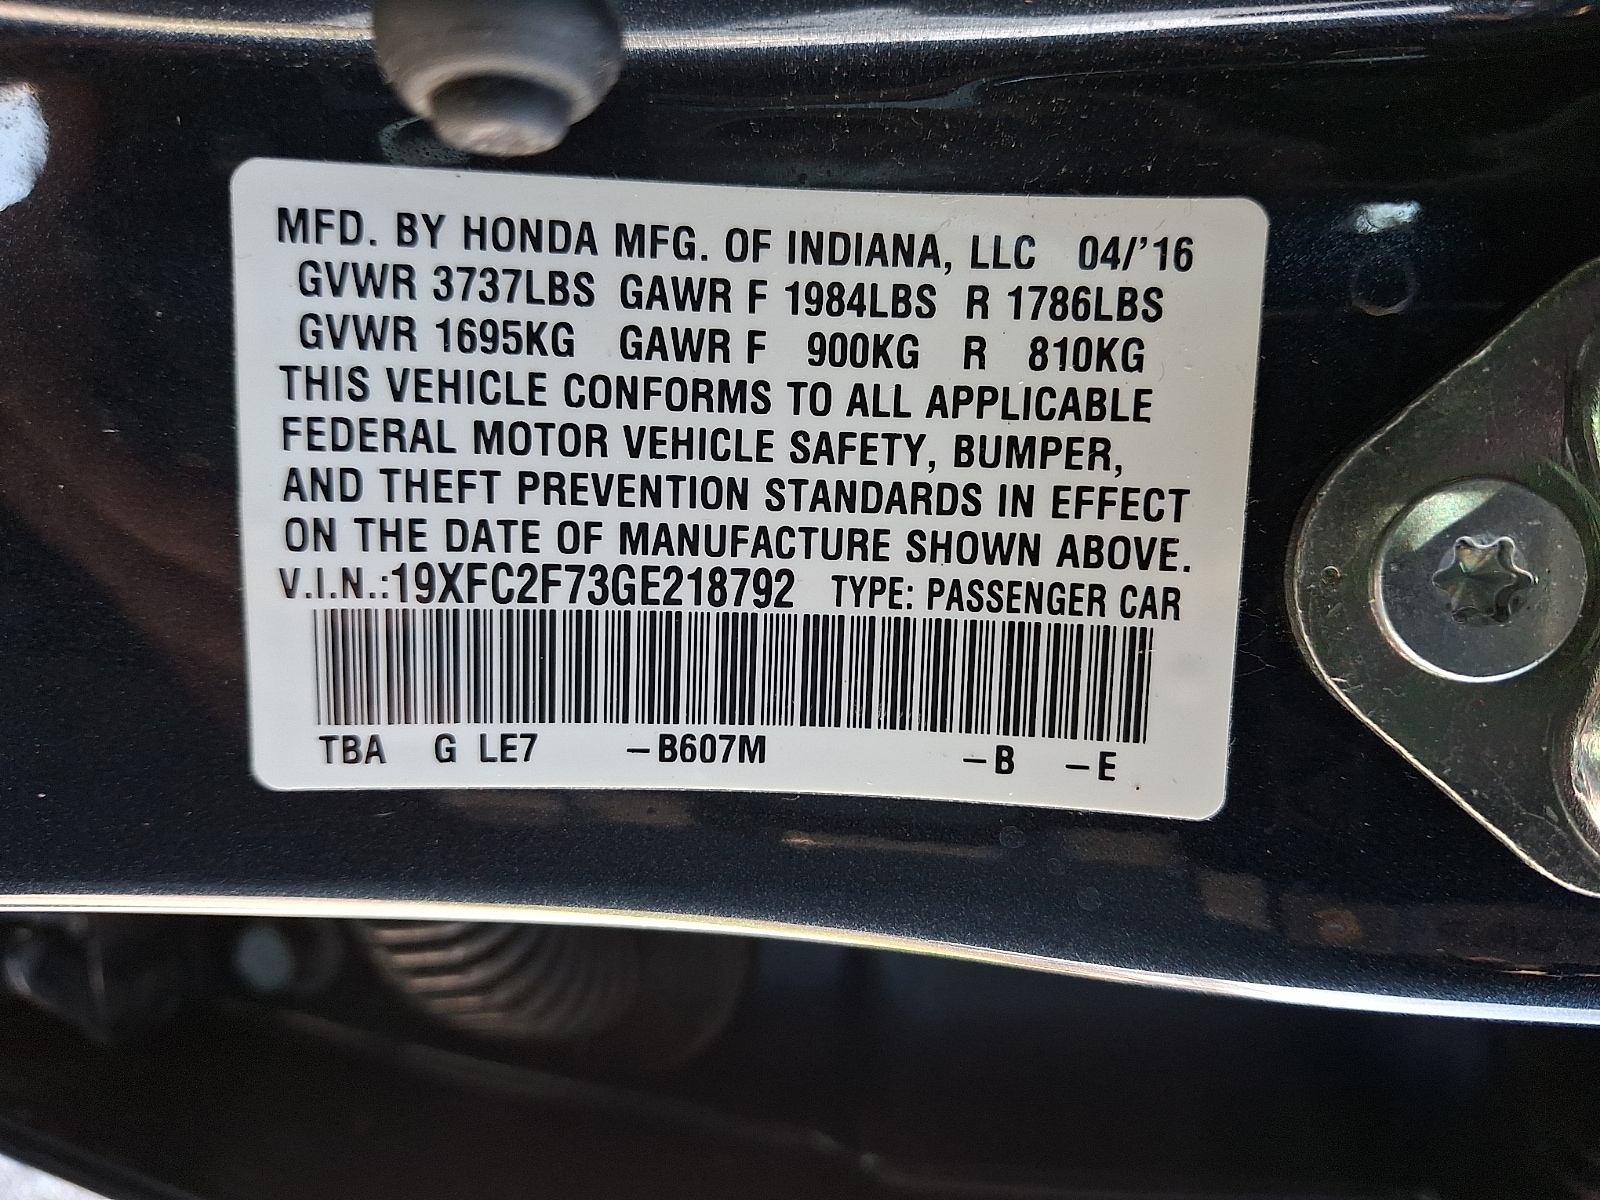 MFD. BY HONDA MFG. OF INDIANA, LLC 04/'16
GVWR 3737LBS GAWR F 1984LBS R 1786LBS
GVWR 1695KG GAWR F 900KG R 810KG
THIS VEHICLE CONFORMS TO ALL APPLICABLE
FEDERAL MOTOR VEHICLE SAFETY, BUMPER,
AND THEFT PREVENTION STANDARDS IN EFFECT
ON THE DATE OF MANUFACTURE SHOWN ABOVE.
V.I.N.:19XFC2F73GE218792 TYPE: PASSENGER CAR
TBA G LE7 -B607M -B -E